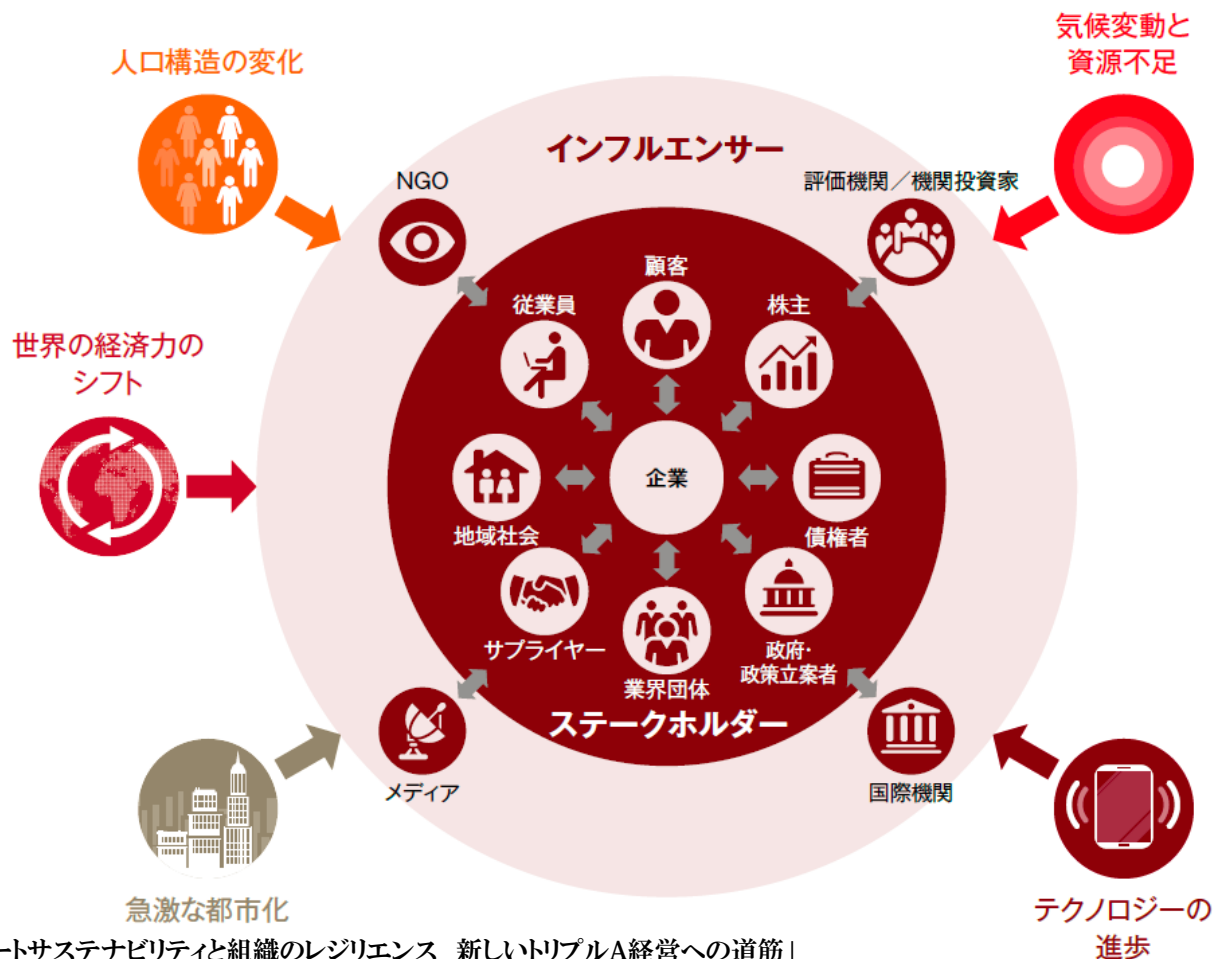 気候変動と
資源不足
人口構造の変化
インフルエンサー
NGO
評価機関／機関投資家
顧客
従業員
株主
世界の経済力の
シフト
企業
地域社会
債権者
サプライヤー
政府・
政策立案者
業界団体
ステークホルダー
メディア
国際機関
急激な都市化
テクノロジーの
進歩
ートサステナビリティと組織のレジリエンス 新しいトリプルA経営への道筋」